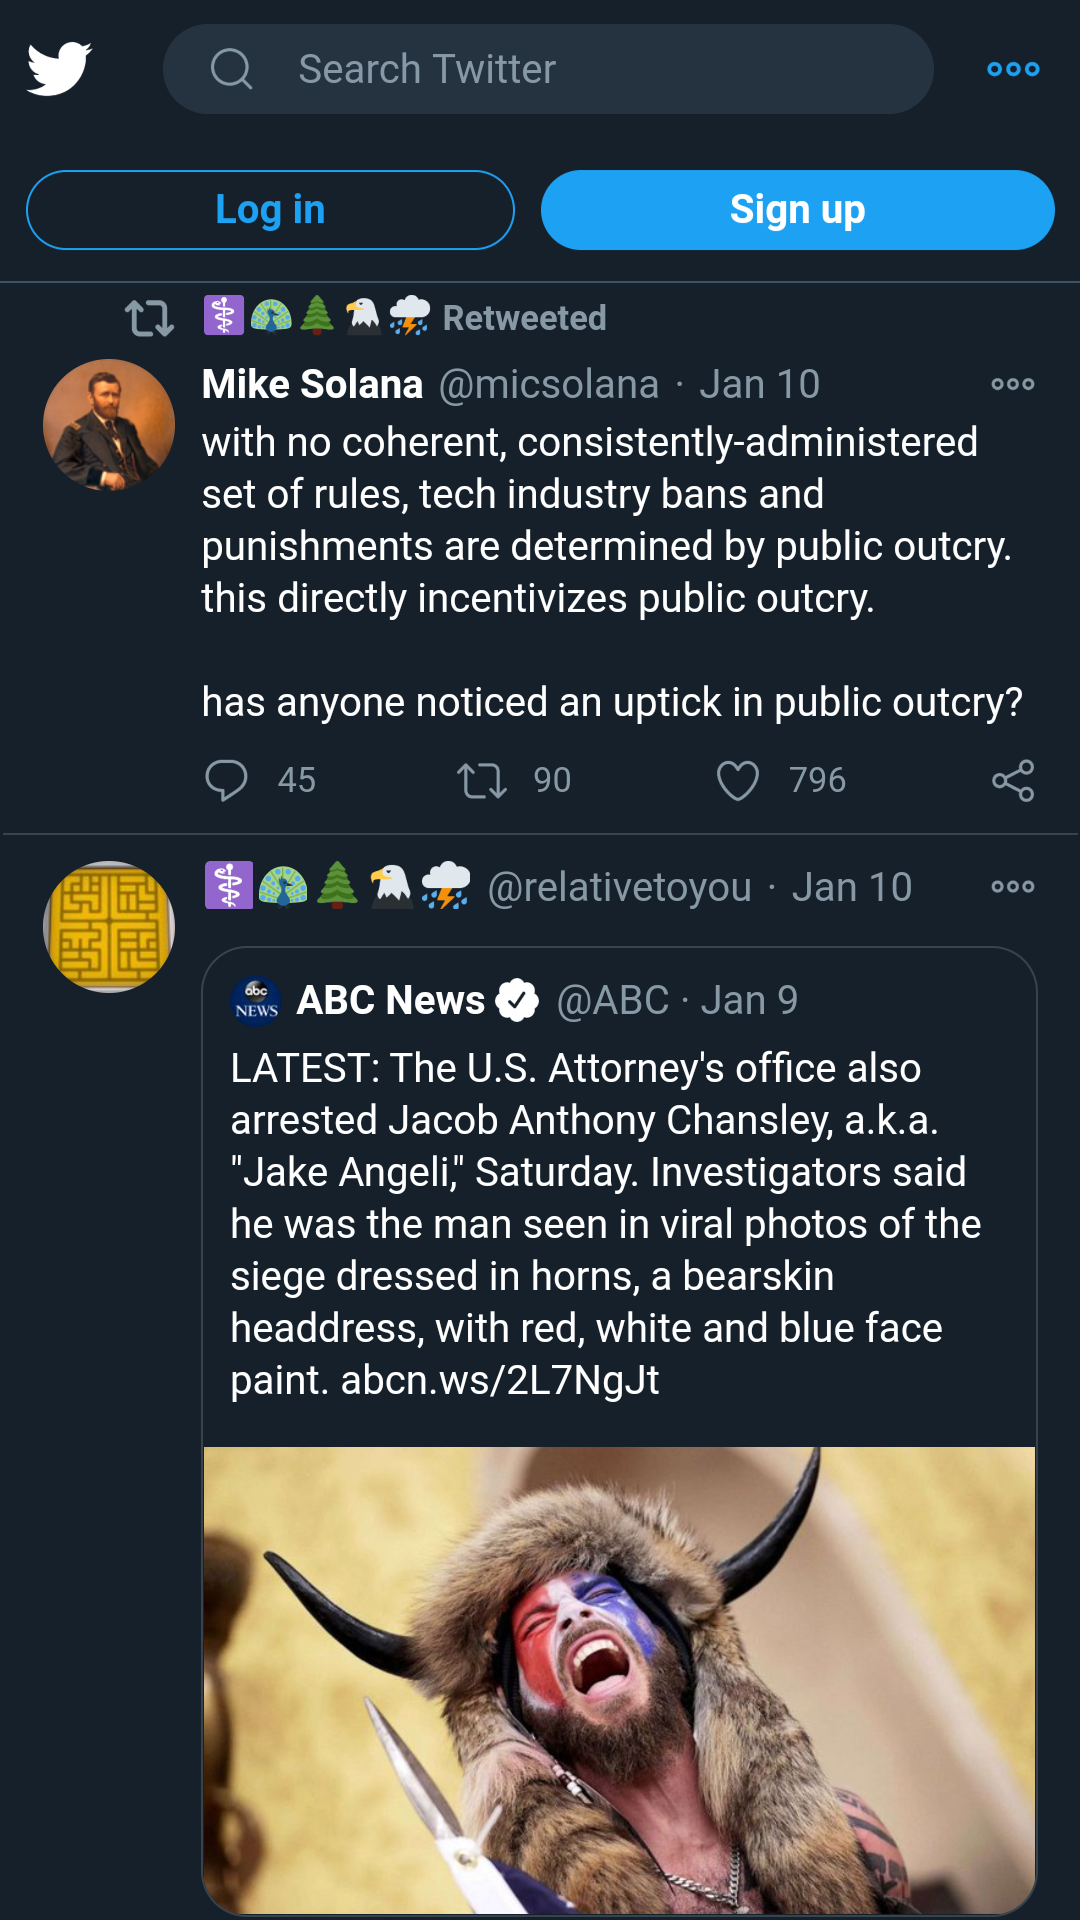 Search Twitter
Log in
Sign up
Retweeted
Mike Solana @micsolana · Jan 10
with no coherent, consistently-administered
set of rules, tech industry bans and
punishments are determined by public outcry.
this directly incentivizes public outcry.
has anyone noticed an uptick in public outcry?
45 90 796
@relativetoyou · Jan 10
abc
NEWS
ABC News @ABC · Jan 9
LATEST: The U.S. Attorney's office also
arrested Jacob Anthony Chansley, a.k.a.
"Jake Angeli," Saturday. Investigators said
he was the man seen in viral photos of the
siege dressed in horns, a bearskin
headdress, with red, white and blue face
paint. abcn.ws/2L7NgJt